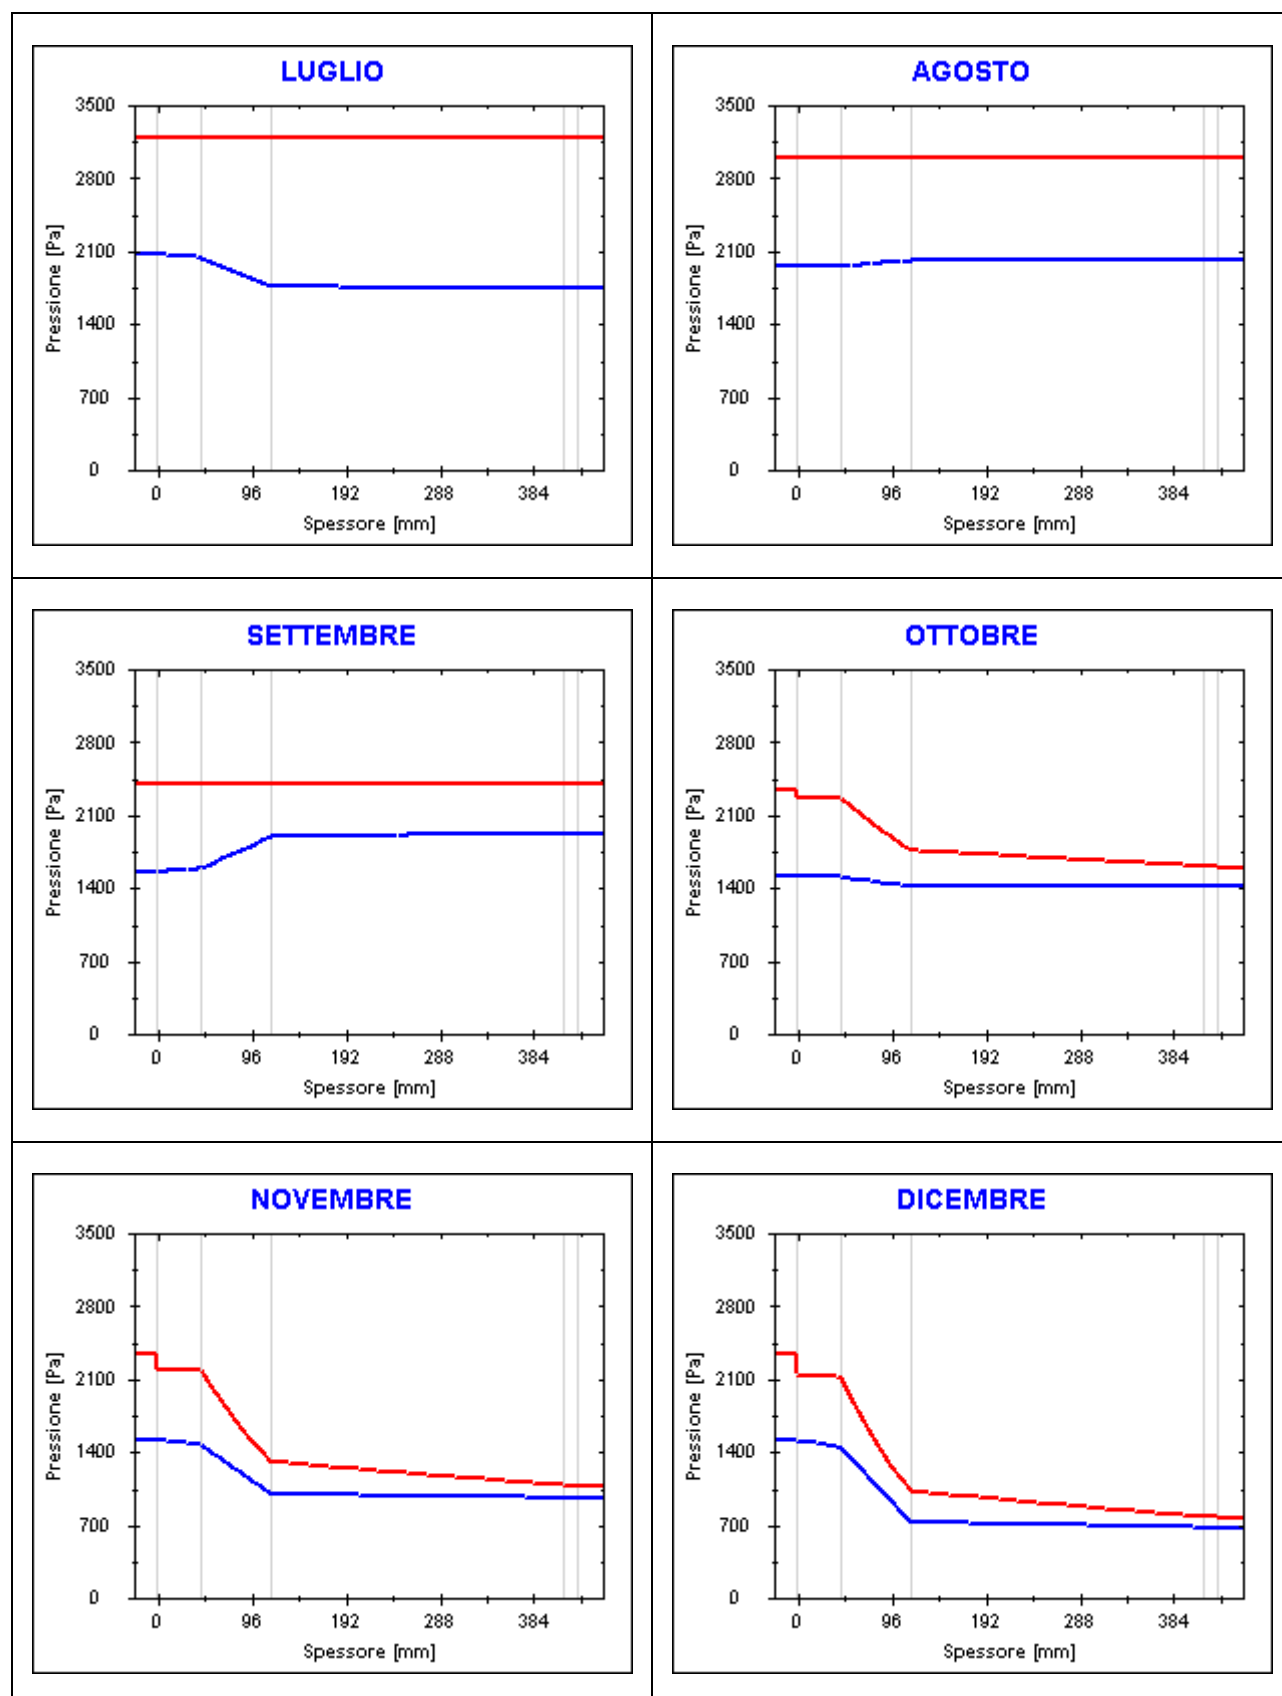 LUGLIO
3500
2800
2100
1400
700
0
Pressione [Pa]
0 96 192 288 384
Spessore [mm]
AGOSTO
3500
2800
2100
1400
700
0
Pressione [Pa]
0 96 192 288 384
Spessore [mm]
SETTEMBRE
3500
2800
2100
1400
700
0
Pressione [Pa]
0 96 192 288 384
Spessore [mm]
OTTOBRE
3500
2800
2100
1400
700
0
Pressione [Pa]
0 96 192 288 384
Spessore [mm]
NOVEMBRE
3500
2800
2100
1400
700
0
Pressione [Pa]
0 96 192 288 384
Spessore [mm]
DICEMBRE
3500
2800
2100
1400
700
0
Pressione [Pa]
0 96 192 288 384
Spessore [mm]